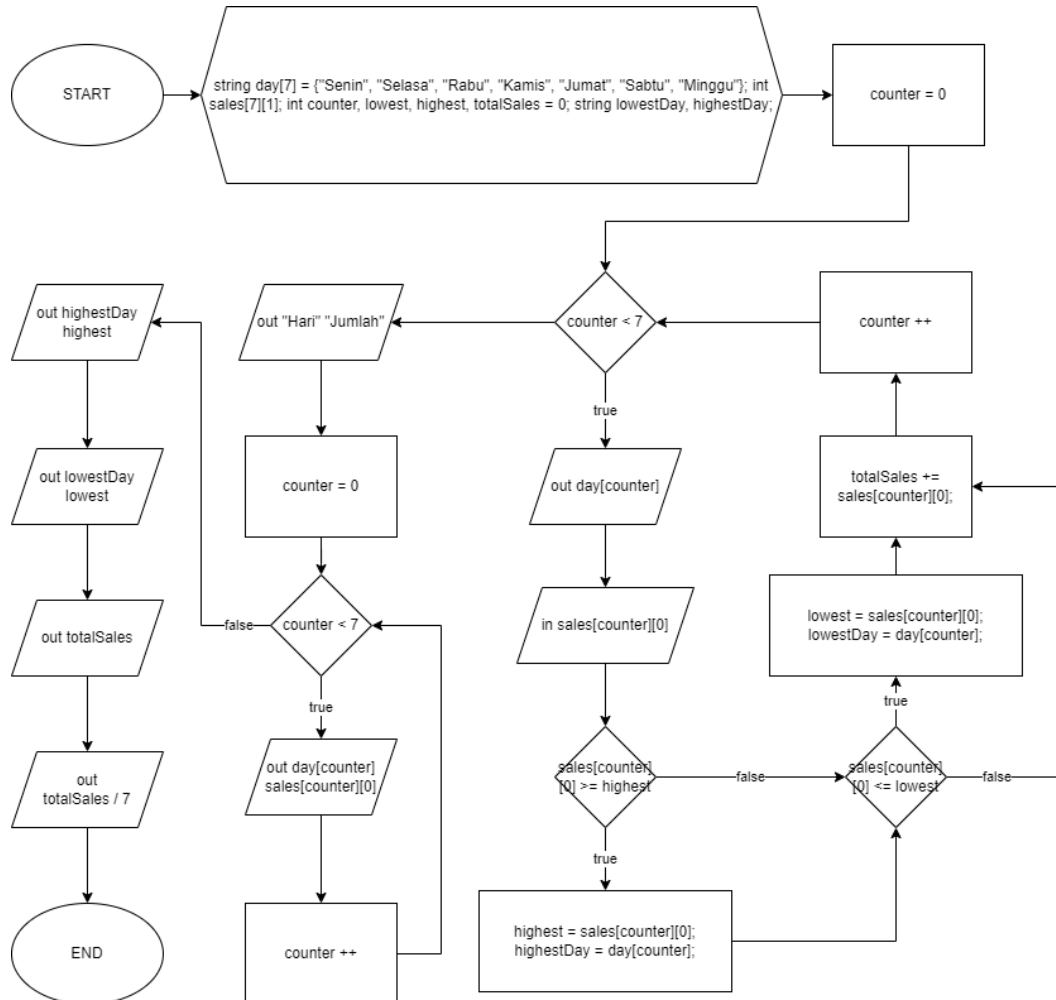 START
string day[7] = {"Senin", "Selasa", "Rabu", "Kamis", "Jumat", "Sabtu", "Minggu"}; int
sales[7][1]; int counter, lowest, highest, totalSales = 0; string lowestDay, highestDay;
counter = 0
counter < 7
true
out day[counter]
in sales[counter][0]
sales[counter]
[0] >= highest
false
true
highest = sales[counter][0];
highestDay = day[counter];
sales[counter]
[0] <= lowest
false
true
lowest = sales[counter][0];
lowestDay = day[counter];
totalSales +=
sales[counter][0];
counter ++
out "Hari" "Jumlah"
counter = 0
counter < 7
false
true
out day[counter]
sales[counter][0]
counter ++
out highestDay
highest
out lowestDay
lowest
out totalSales
out
totalSales / 7
END